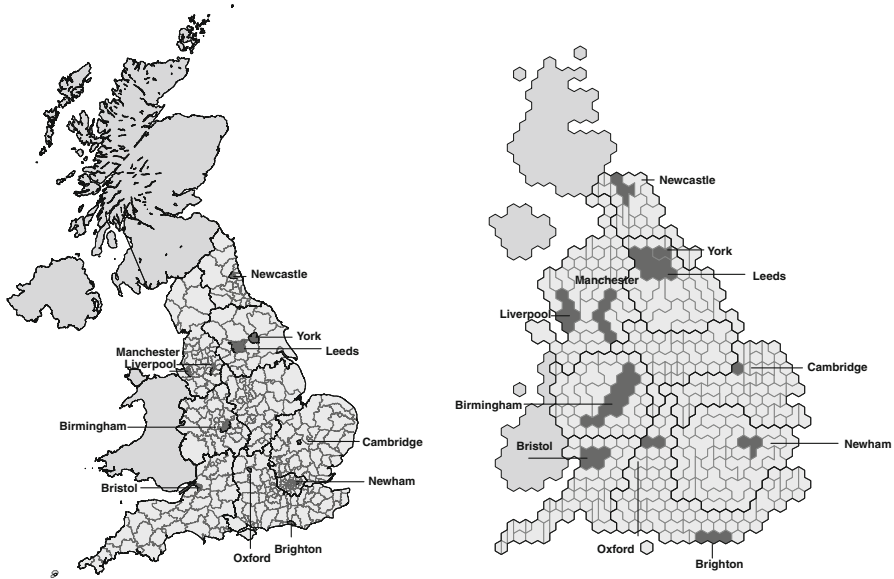 Newcastle
York
Leeds
Manchester
Liverpool
Birmingham
Cambridge
Bristol
Newham
Oxford
Brighton
Newcastle
York
Leeds
Manchester
Liverpool
Cambridge
Birmingham
Bristol
Newham
Oxford
Brighton